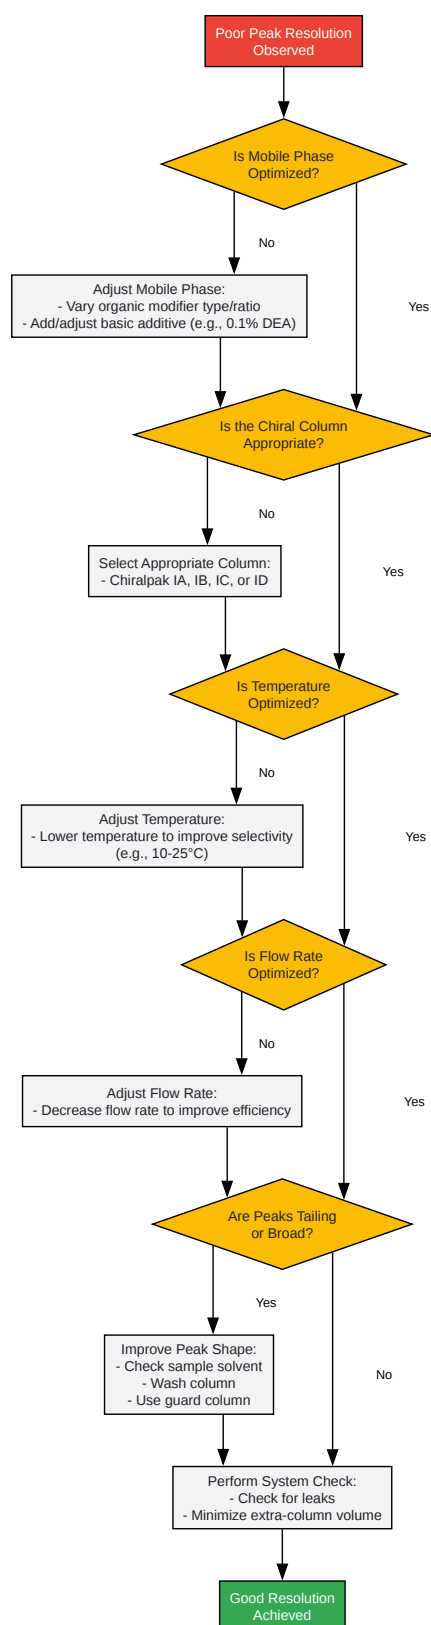 Poor Peak Resolution
Observed
Is Mobile Phase
Optimized?
No
Yes
Adjust Mobile Phase:
- Vary organic modifier type/ratio
- Add/adjust basic additive (e.g., 0.1% DEA)
Is the Chiral Column
Appropriate?
No
Yes
Select Appropriate Column:
- Chiralpak IA, IB, IC, or ID
Is Temperature
Optimized?
No
Yes
Adjust Temperature:
- Lower temperature to improve selectivity
(e.g., 10-25°C)
Is Flow Rate
Optimized?
No
Yes
Adjust Flow Rate:
- Decrease flow rate to improve efficiency
Are Peaks Tailing
or Broad?
Yes
No
Improve Peak Shape:
- Check sample solvent
- Wash column
- Use guard column
Perform System Check:
- Check for leaks
- Minimize extra-column volume
Good Resolution
Achieved